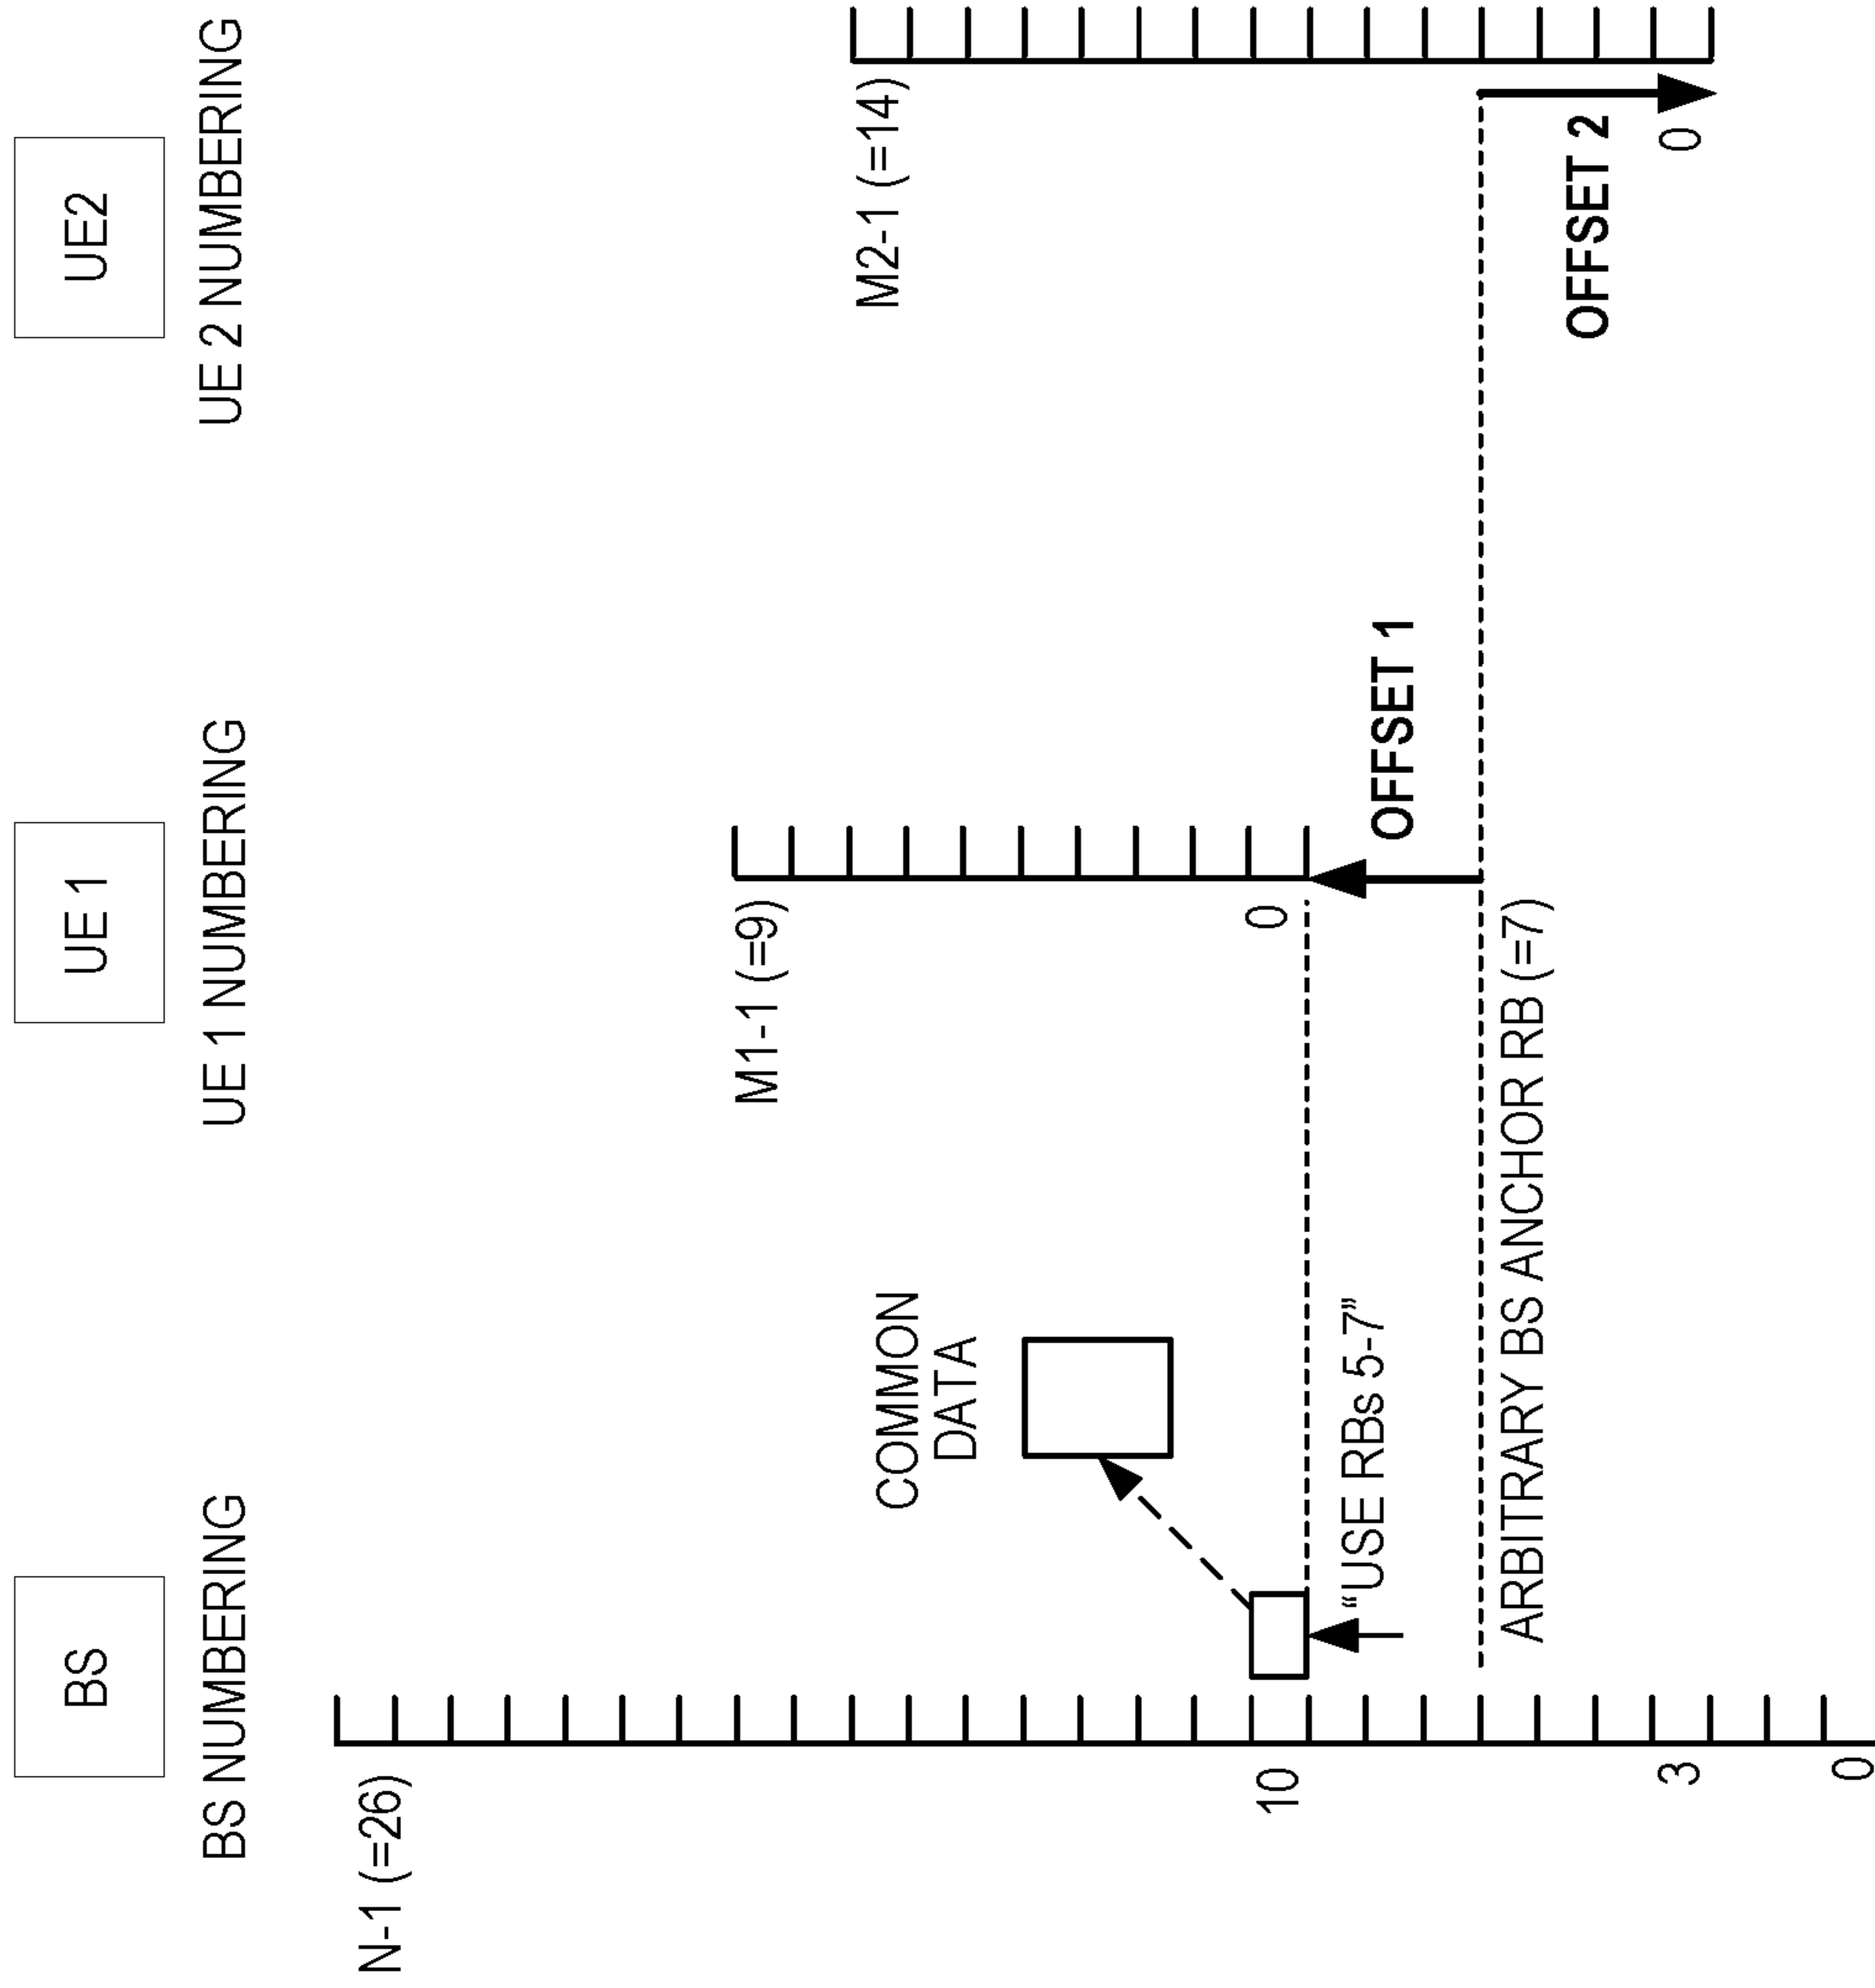 BS
UE 1
UE2
BS NUMBERING
UE 1 NUMBERING
UE 2 NUMBERING
N-1 (=26)
M1-1 (=9)
M2-1 (=14)
COMMON
DATA
10
0
"USE RBs 5-7"
OFFSET 1
ARBITRARY BS ANCHOR RB (=7)
OFFSET 2
3
0
0